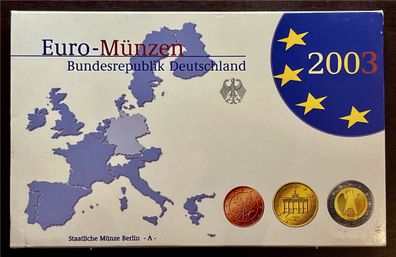 Euro-Münzen
Bundesrepublik Deutschland
2003
Staatliche Münze Berlin - A -